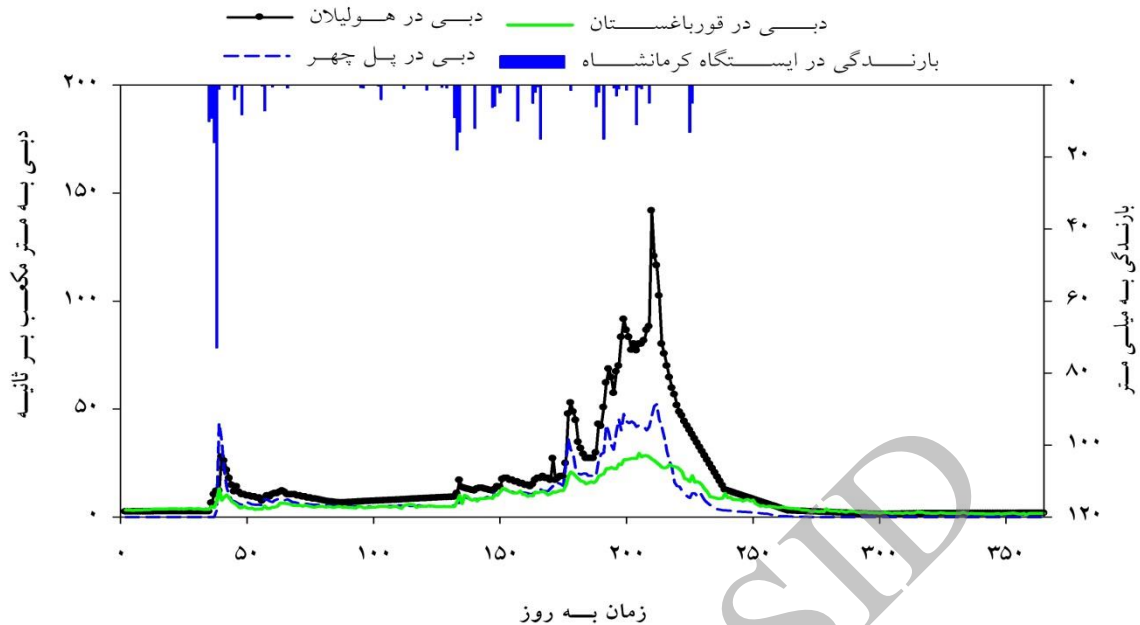 دبی در هولیلان
دبی در قورباغستان
دبی در پل چهر
بارندگی در ایستگاه کرمانشاه
۲۰۰
۱۵۰
۱۰۰
۵۰
۰
دبی به متر مکعب بر ثانیه
۰
۲۰
۴۰
۶۰
۸۰
۱۰۰
۱۲۰
بارندگی به میلی متر
۰ ۵۰ ۱۰۰ ۱۵۰ ۲۰۰ ۲۵۰ ۳۰۰ ۳۵۰
زمان به روز
SID